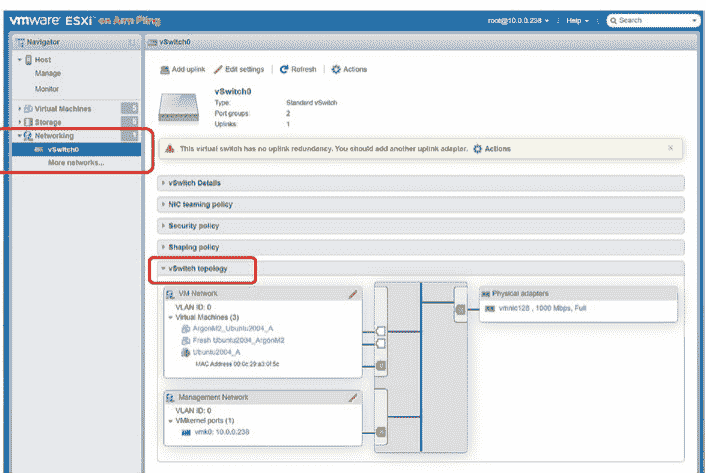 vmware ESXi on Arm Fling
root@10.0.0.238 Help Search
Navigator
vSwitch0
Host
Manage
Monitor
Virtual Machines
Storage
Networking
vSwitch0
More networks...
Add uplink Edit settings Refresh Actions
vSwitch0
Type: Standard vSwitch
Port groups: 2
Uplinks: 1
This virtual switch has no uplink redundancy. You should add another uplink adapter. Actions
vSwitch Details
NIC teaming policy
Security policy
Shaping policy
vSwitch topology
VM Network
VLAN ID: 0
Virtual Machines (3)
ArgonM2_Ubuntu2004_A
Fresh Ubuntu2004_ArgonM2
Ubuntu2004_A
MAC Address
Physical adapters
vmnic128 , 1000 Mbps, Full
Management Network
VLAN ID: 0
VMkernel ports (1)
vmk0: 10.0.0.238